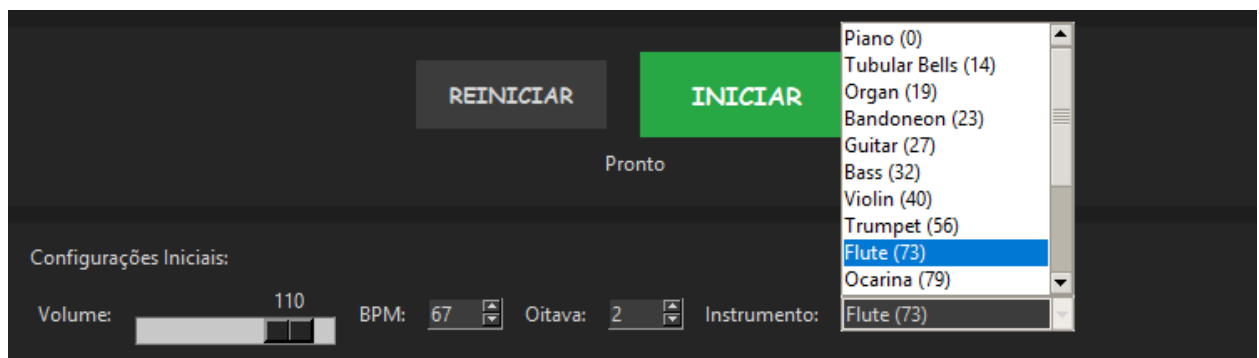 REINICIAR
INICIAR
Pronto
Piano (0)
Tubular Bells (14)
Organ (19)
Bandoneon (23)
Guitar (27)
Bass (32)
Violin (40)
Trumpet (56)
Flute (73)
Ocarina (79)
Configurações Iniciais:
Volume: 110 BPM: 67 Oitava: 2 Instrumento: Flute (73)